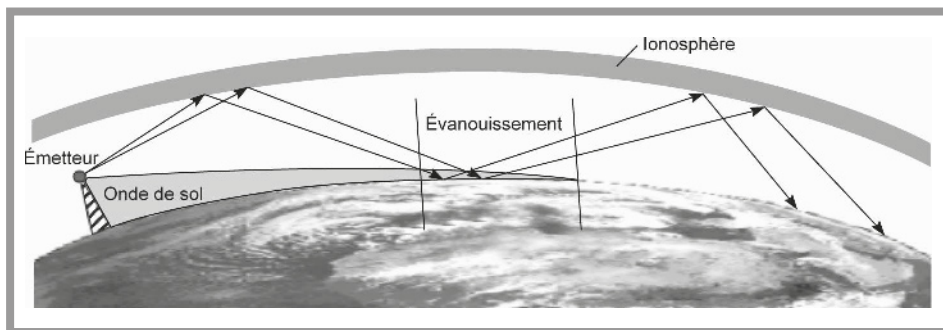 Ionosphère
Évanouissement
Émetteur
Onde de sol